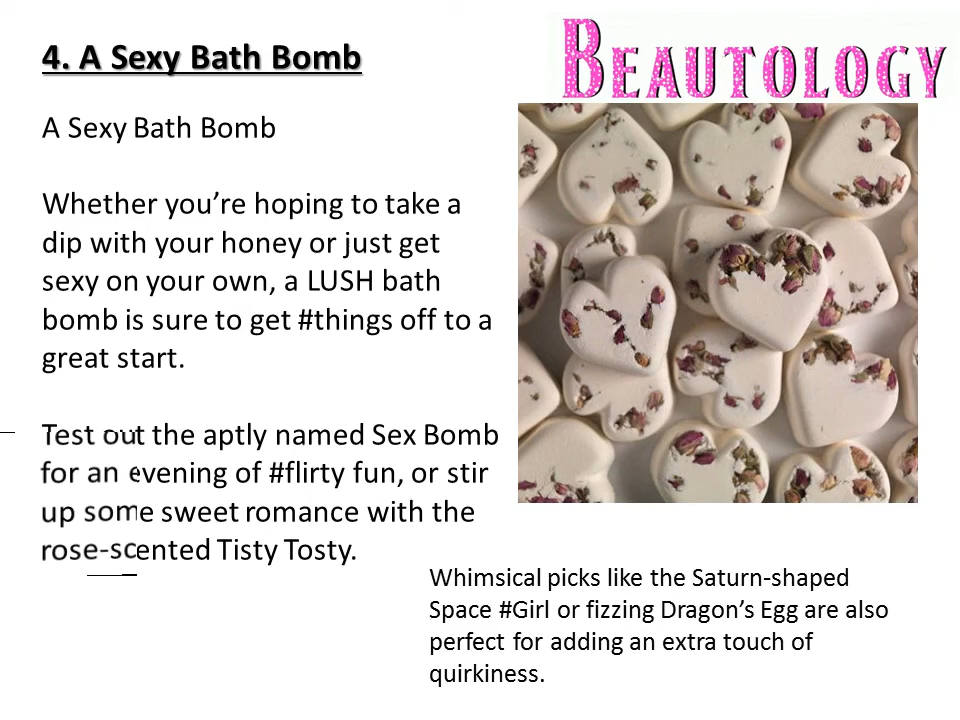 4. A Sexy Bath Bomb
BEAUTOLOGY
A Sexy Bath Bomb
Whether you’re hoping to take a
dip with your honey or just get
sexy on your own, a LUSH bath
bomb is sure to get #things off to a
great start.
Test out the aptly named Sex Bomb
for an evening of #flirty fun, or stir
up some sweet romance with the
rose-scented Tisty Tosty.
Whimsical picks like the Saturn-shaped
Space #Girl or fizzing Dragon’s Egg are also
perfect for adding an extra touch of
quirkiness.